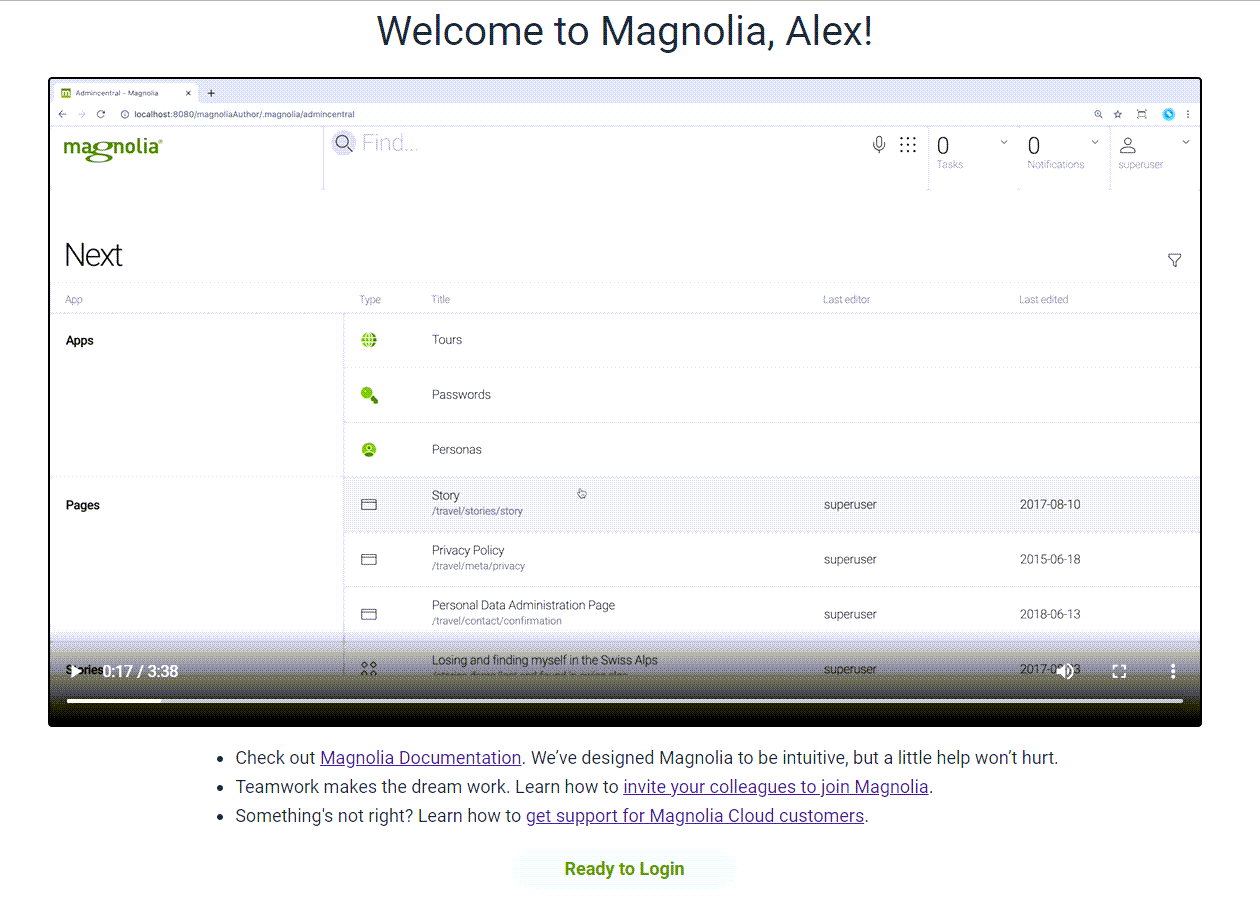 Welcome to Magnolia, Alex!
Admincentral - Magnolia
localhost:8080/magnoliaAuthor/.magnolia/admincentral
magnolia®
Find...
0
Tasks
0
Notifications
superuser
Next
App Type Title Last editor Last edited
Apps
Tours
Passwords
Personas
Pages
Story
/travel/stories/story
superuser 2017-08-10
Privacy Policy
/travel/meta/privacy
superuser 2015-06-18
Personal Data Administration Page
/travel/contact/confirmation
superuser 2018-06-13
Stories
0:17 / 3:38
Losing and finding myself in the Swiss Alps
superuser
• Check out Magnolia Documentation. We’ve designed Magnolia to be intuitive, but a little help won’t hurt.
• Teamwork makes the dream work. Learn how to invite your colleagues to join Magnolia.
• Something's not right? Learn how to get support for Magnolia Cloud customers.
Ready to Login